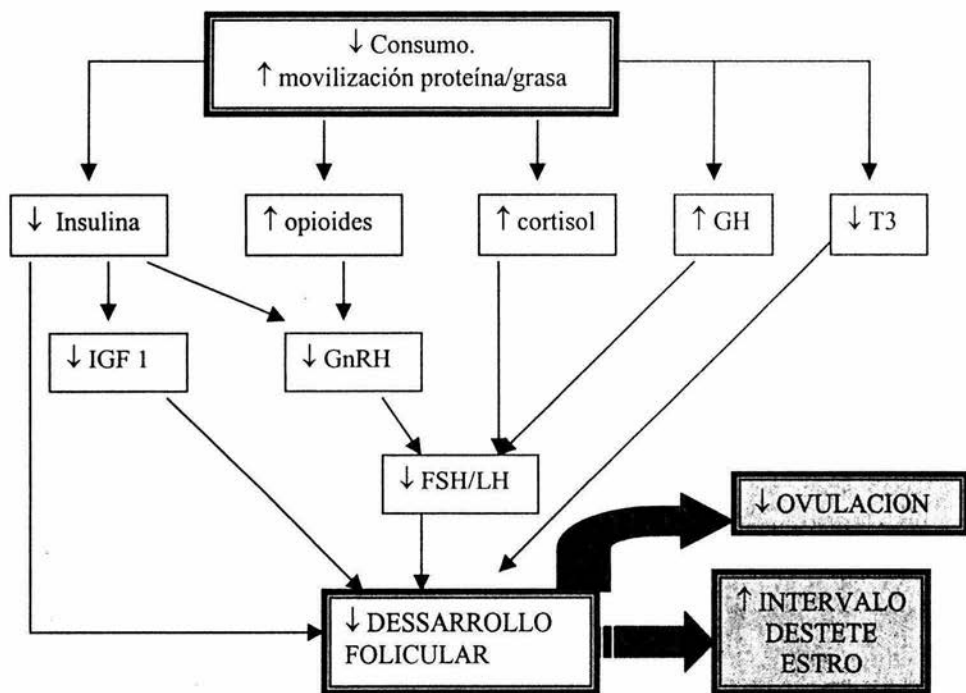 ↓ Consumo.
↑ movilización proteína/grasa
↓ Insulina
↑ opioides
↑ cortisol
↑ GH
↓ T3
↓ IGF 1
↓ GnRH
↓ FSH/LH
↓ OVULACION
↓ DESSARROLLO
FOLICULAR
↑ INTERVALO
DESTETE
ESTRO